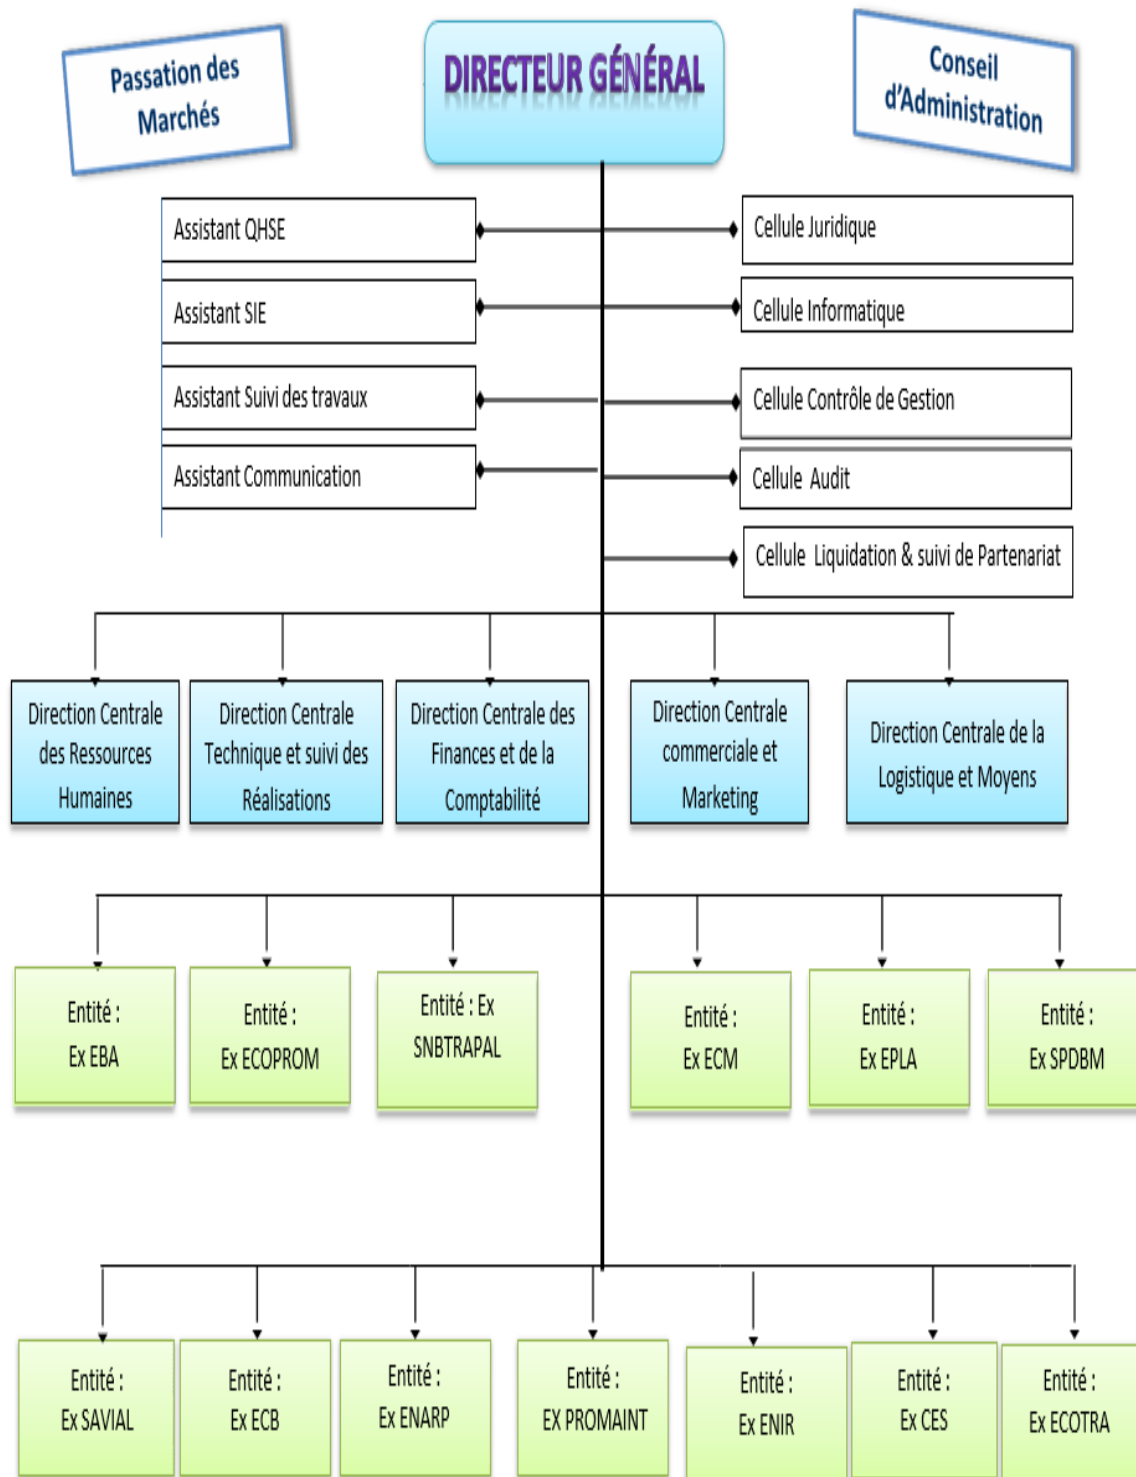 Passation des
Marchés
DIRECTEUR GÉNÉRAL
Conseil
d'Administration
Assistant QHSE
Cellule Juridique
Assistant SIE
Cellule Informatique
Assistant Suivi des travaux
Cellule Contrôle de Gestion
Assistant Communication
Cellule Audit
Cellule Liquidation & suivi de Partenariat
Direction Centrale
des Ressources
Humaines
Direction Centrale
Technique et suivi des
Réalisations
Direction Centrale des
Finances et de la
Comptabilité
Direction Centrale
commerciale et
Marketing
Direction Centrale de la
Logistique et Moyens
Entité :
Ex EBA
Entité :
Ex ECOPROM
Entité : Ex
SNBTRAPAL
Entité :
Ex ECM
Entité :
Ex EPLA
Entité :
Ex SPDBM
Entité :
Ex SAVIAL
Entité :
Ex ECB
Entité :
Ex ENARP
Entité :
EX PROMAINT
Entité :
Ex ENIR
Entité :
Ex CES
Entité :
Ex ECOTRA